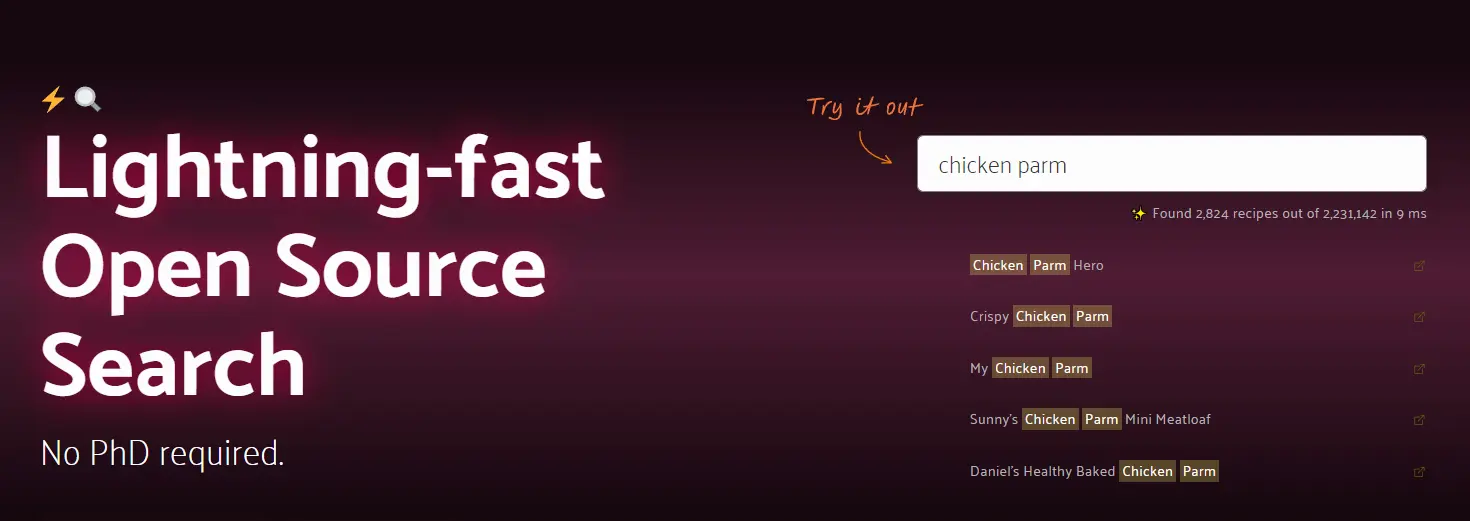 ⚡🔍
Lightning-fast
Open Source
Search
No PhD required.
Try it out
chicken parm
✨ Found 2,824 recipes out of 2,231,142 in 9 ms
Chicken Parm Hero
Crispy Chicken Parm
My Chicken Parm
Sunny's Chicken Parm Mini Meatloaf
Daniel's Healthy Baked Chicken Parm